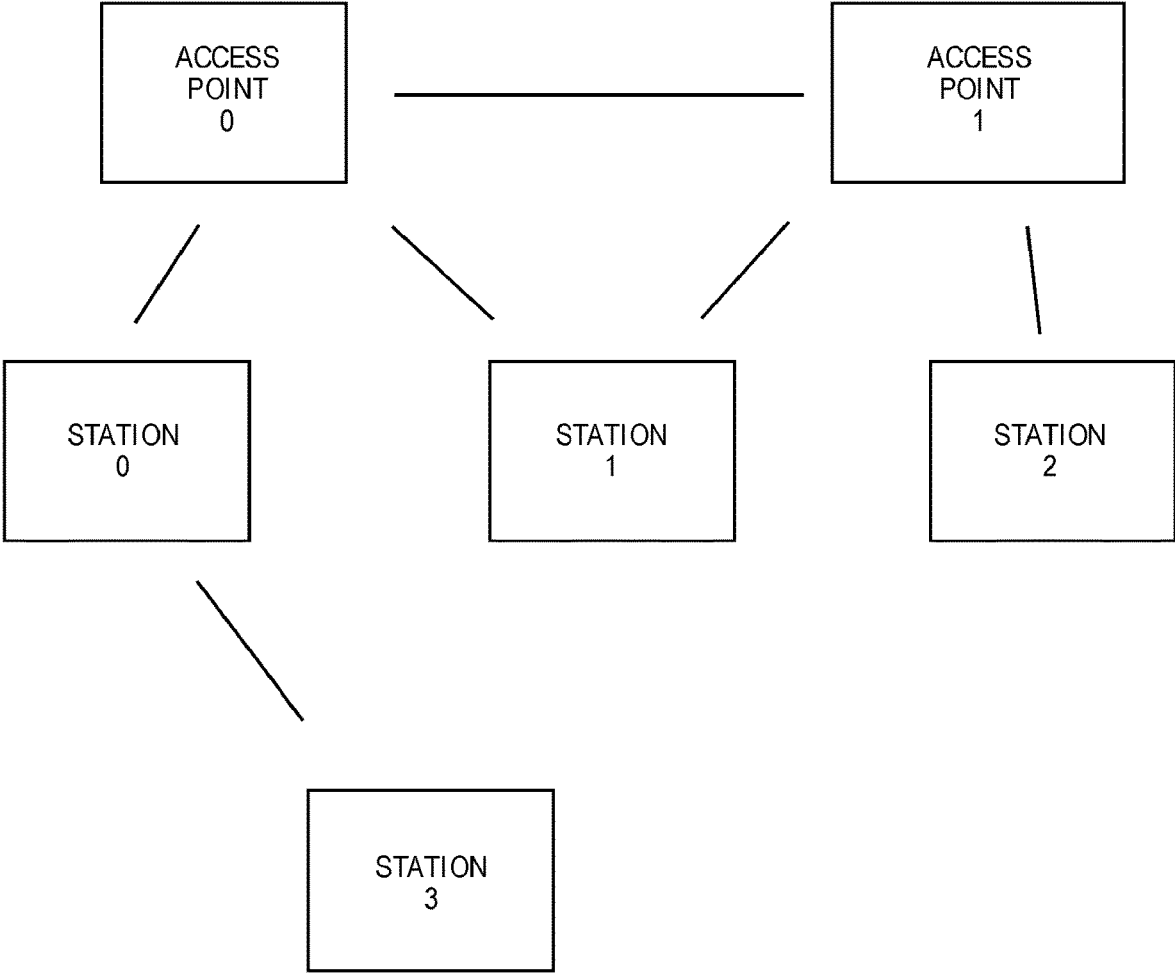 ACCESS
POINT
0
ACCESS
POINT
1
STATION
0
STATION
1
STATION
2
STATION
3